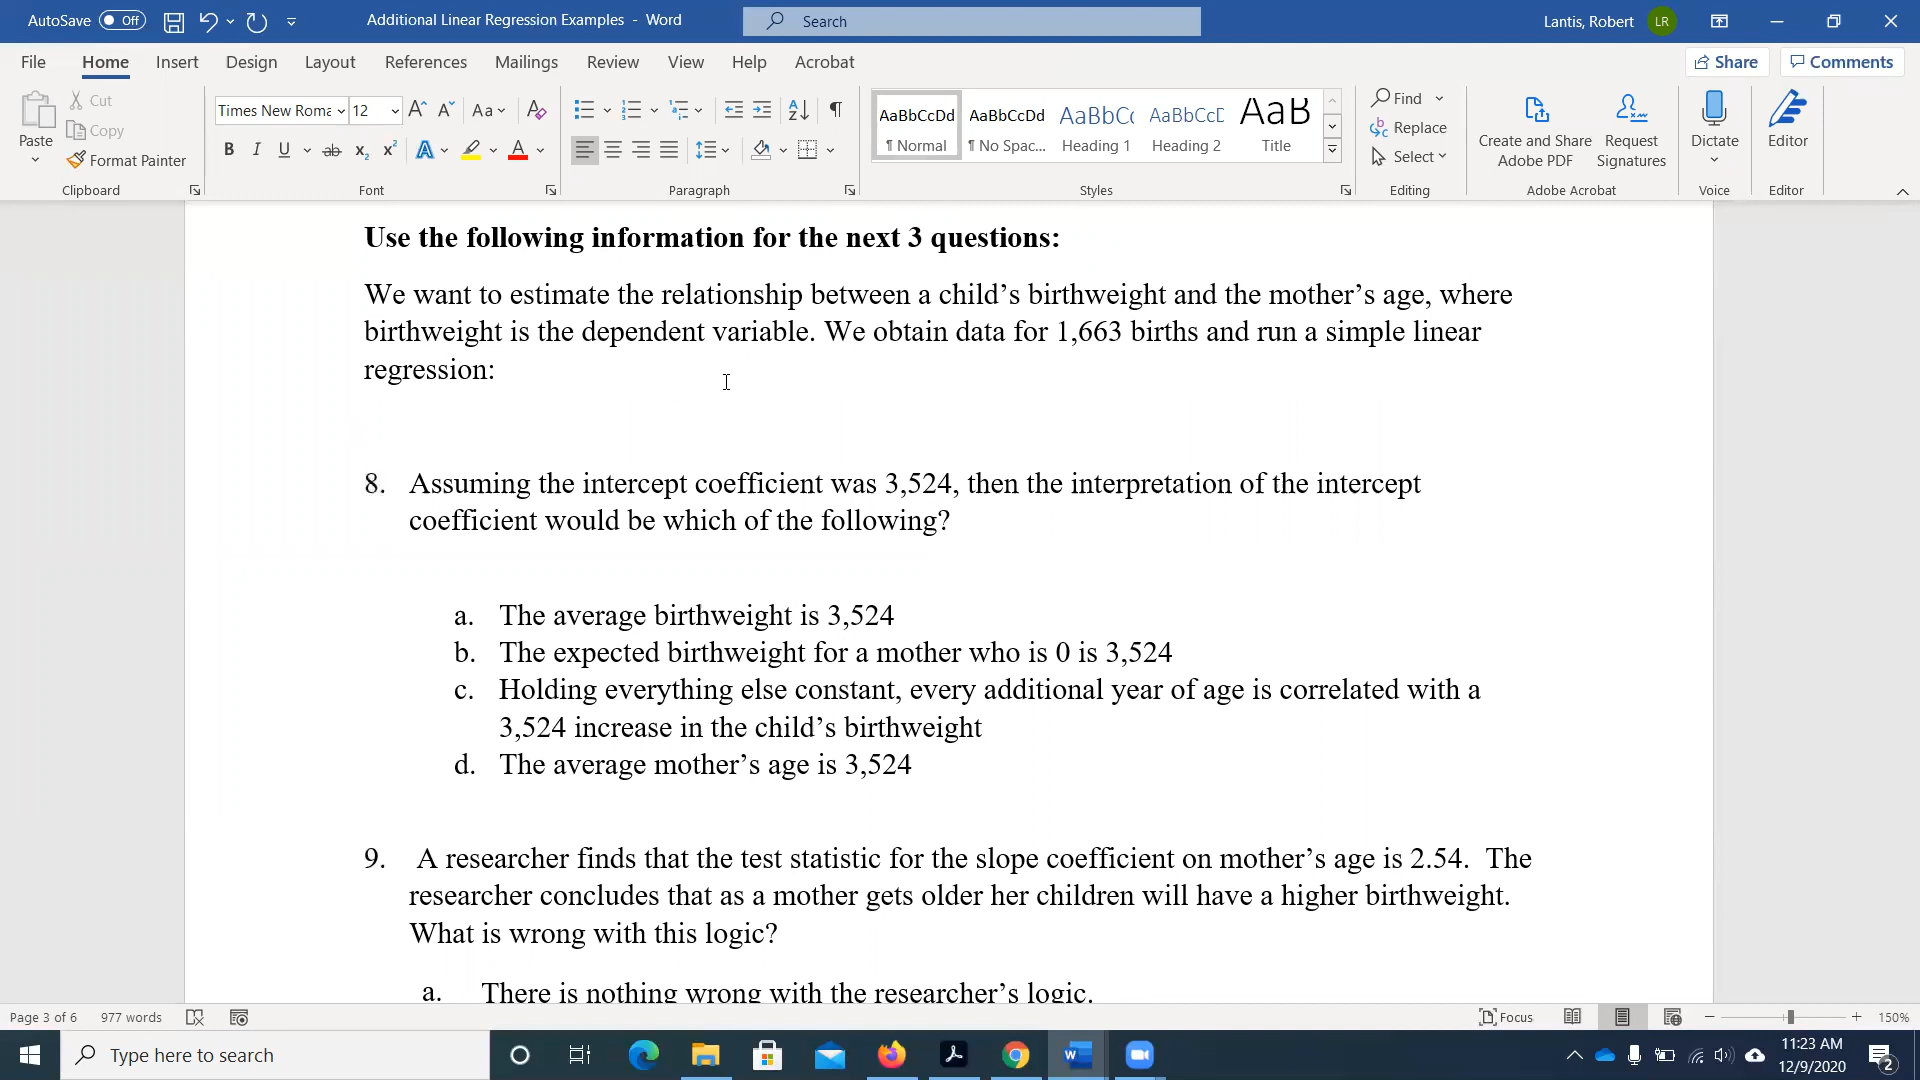 AutoSave Off Additional Linear Regression Examples - Word Search Lantis, Robert LR
File Home Insert Design Layout References Mailings Review View Help Acrobat Share Comments
Paste Cut Copy Format Painter
Clipboard
Times New Roma 12 Aa
B I U ab x₂ x² A A
Font
Paragraph
AaBbCcDd AaBbCcDd AaBbCc AaBbCcD AaB
¶ Normal ¶ No Spac... Heading 1 Heading 2 Title
Styles
Find
Replace
Select
Editing
Create and Share Adobe PDF Request Signatures
Adobe Acrobat
Dictate
Voice
Editor
Editor
Use the following information for the next 3 questions:
We want to estimate the relationship between a child’s birthweight and the mother’s age, where
birthweight is the dependent variable. We obtain data for 1,663 births and run a simple linear
regression:
8. Assuming the intercept coefficient was 3,524, then the interpretation of the intercept
coefficient would be which of the following?
a. The average birthweight is 3,524
b. The expected birthweight for a mother who is 0 is 3,524
c. Holding everything else constant, every additional year of age is correlated with a
3,524 increase in the child’s birthweight
d. The average mother’s age is 3,524
9. A researcher finds that the test statistic for the slope coefficient on mother’s age is 2.54. The
researcher concludes that as a mother gets older her children will have a higher birthweight.
What is wrong with this logic?
a. There is nothing wrong with the researcher’s logic.
Page 3 of 6 977 words Focus 150%
Type here to search
11:23 AM
12/9/2020
2